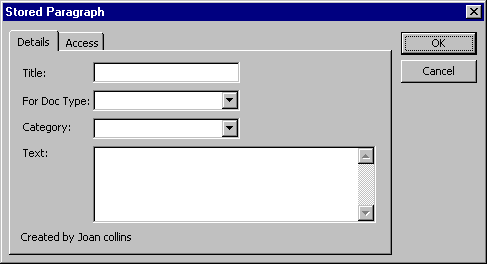 Stored Paragraph
Details Access
OK
Title:
Cancel
For Doc Type:
Category:
Text:
Created by Joan collins